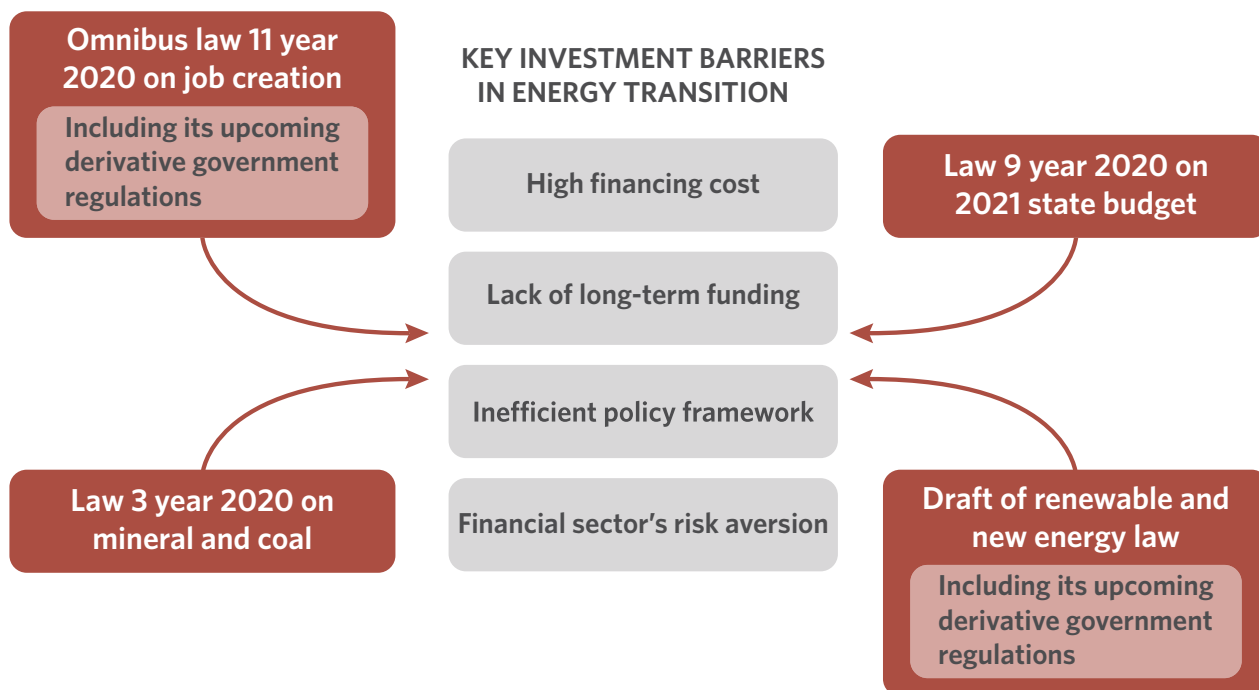 Omnibus law 11 year
2020 on job creation
Including its upcoming
derivative government
regulations
KEY INVESTMENT BARRIERS
IN ENERGY TRANSITION
High financing cost
Lack of long-term funding
Inefficient policy framework
Financial sector's risk aversion
Law 9 year 2020 on
2021 state budget
Law 3 year 2020 on
mineral and coal
Draft of renewable and
new energy law
Including its upcoming
derivative government
regulations